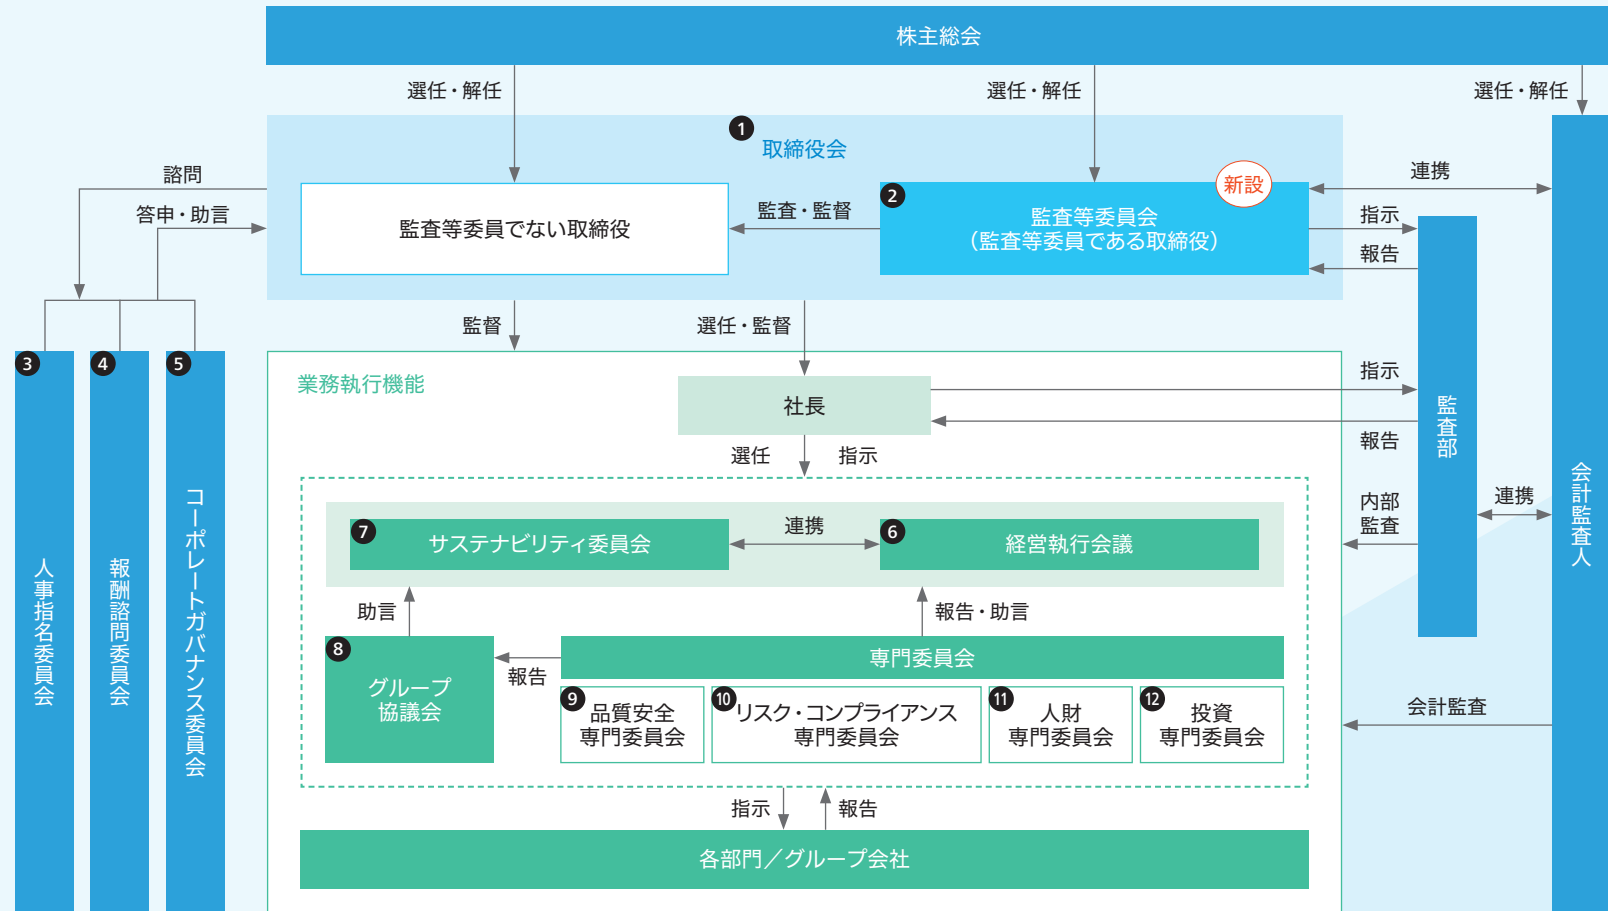 株主総会
選任・解任
選任・解任
選任・解任
1
取締役会
諮問
答申・助言
監査等委員でない取締役
監査・監督
2
新設
監査等委員会
（監査等委員である取締役）
連携
指示
報告
監督
選任・監督
3
人事指名委員会
4
報酬諮問委員会
5
コーポレートガバナンス委員会
業務執行機能
社長
指示
報告
監査部
会計監査人
選任
指示
7
サステナビリティ委員会
連携
6
経営執行会議
内部
監査
連携
助言
報告・助言
8
グループ
協議会
報告
専門委員会
9
品質安全
専門委員会
10
リスク・コンプライアンス
専門委員会
11
人財
専門委員会
12
投資
専門委員会
会計監査
指示
報告
各部門／グループ会社